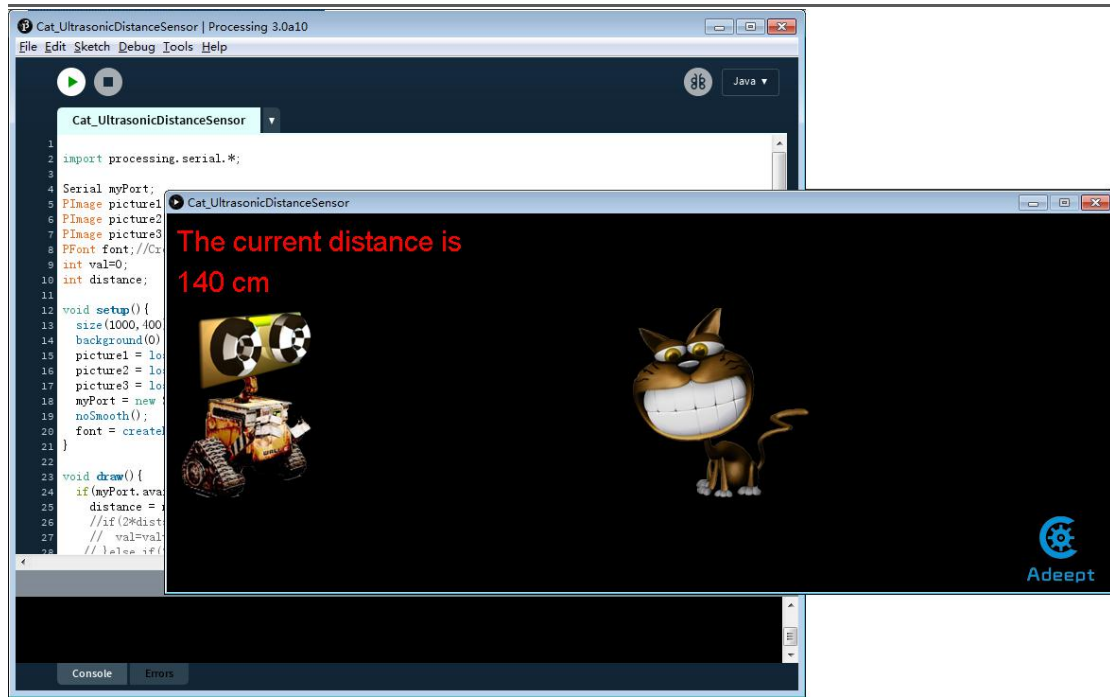 Cat_UltrasonicDistanceSensor | Processing 3.0a10
File Edit Sketch Debug Tools Help
Java ▼
Cat_UltrasonicDistanceSensor ▼
1
2 import processing.serial.*;
3
4 Serial myPort;
5 PImage picture1
6 PImage picture2
7 PImage picture3
8 PFont font;//Cr
9 int val=0;
10 int distance;
11
12 void setup(){
13 size(1000,400
14 background(0)
15 picture1 = lo
16 picture2 = lo
17 picture3 = lo
18 myPort = new
19 noSmooth();
20 font = create
21 }
22
23 void draw(){
24 if(myPort.ava
25 distance =
26 //if(2*dist
27 // val=val
28 // }else if(
Cat_UltrasonicDistanceSensor
The current distance is
140 cm
WALL
Adeept
Console Errors